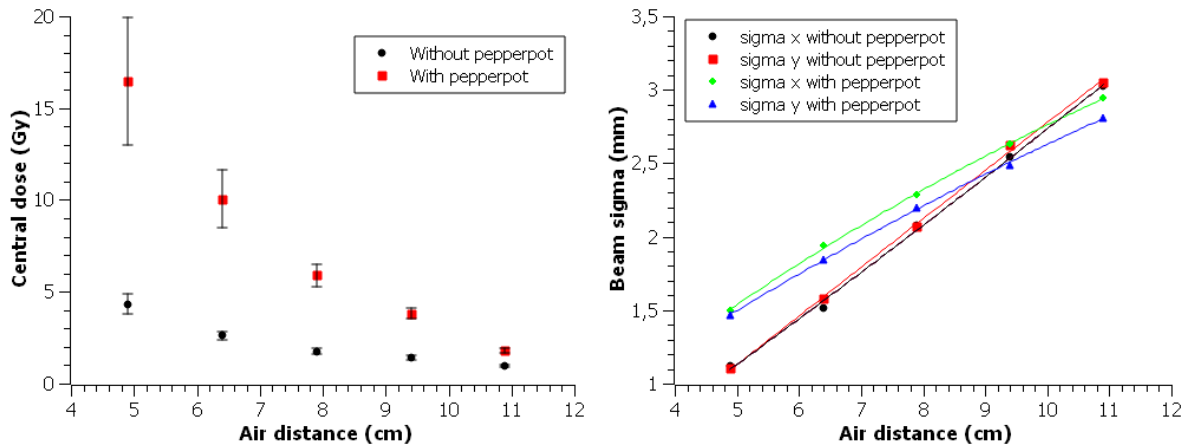 20
15
10
5
0
4 5 6 7 8 9 10 11 12
Central dose (Gy)
Air distance (cm)
Without pepperpot
With pepperpot
3,5
3
2,5
2
1,5
1
4 5 6 7 8 9 10 11 12
Beam sigma (mm)
Air distance (cm)
sigma x without pepperpot
sigma y without pepperpot
sigma x with pepperpot
sigma y with pepperpot